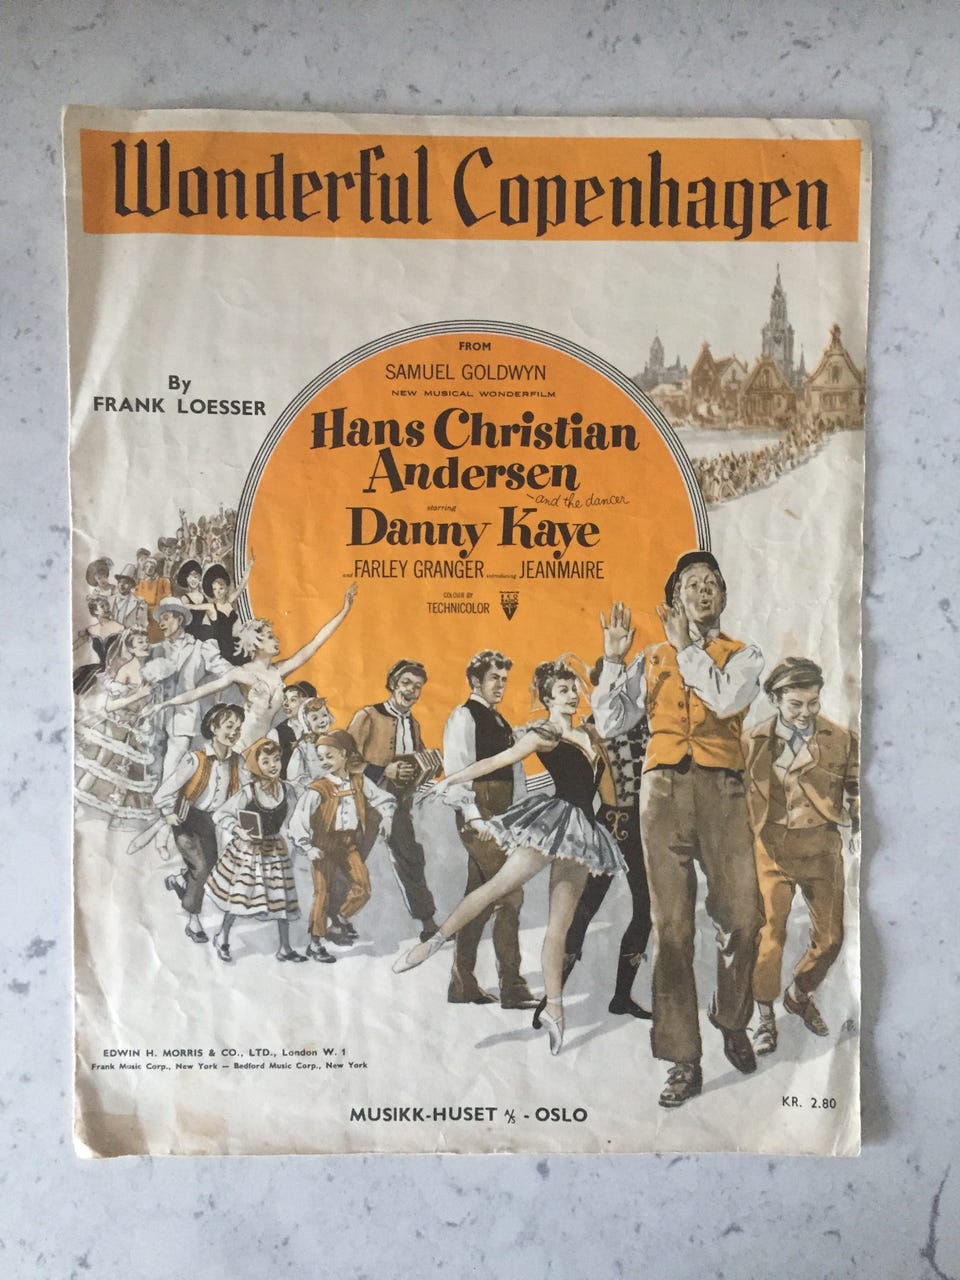 Wonderful Copenhagen
By
FRANK LOESSER
FROM
SAMUEL GOLDWYN
NEW MUSICAL WONDERFILM
Hans Christian
Andersen
-and the dancer
starring
Danny Kaye
and FARLEY GRANGER introducing JEANMAIRE
COLOUR BY
TECHNICOLOR
RKO
RADIO
EDWIN H. MORRIS & CO., LTD., London W. 1
Frank Music Corp., New York — Bedford Music Corp., New York
MUSIKK-HUSET A/S - OSLO
KR. 2.80